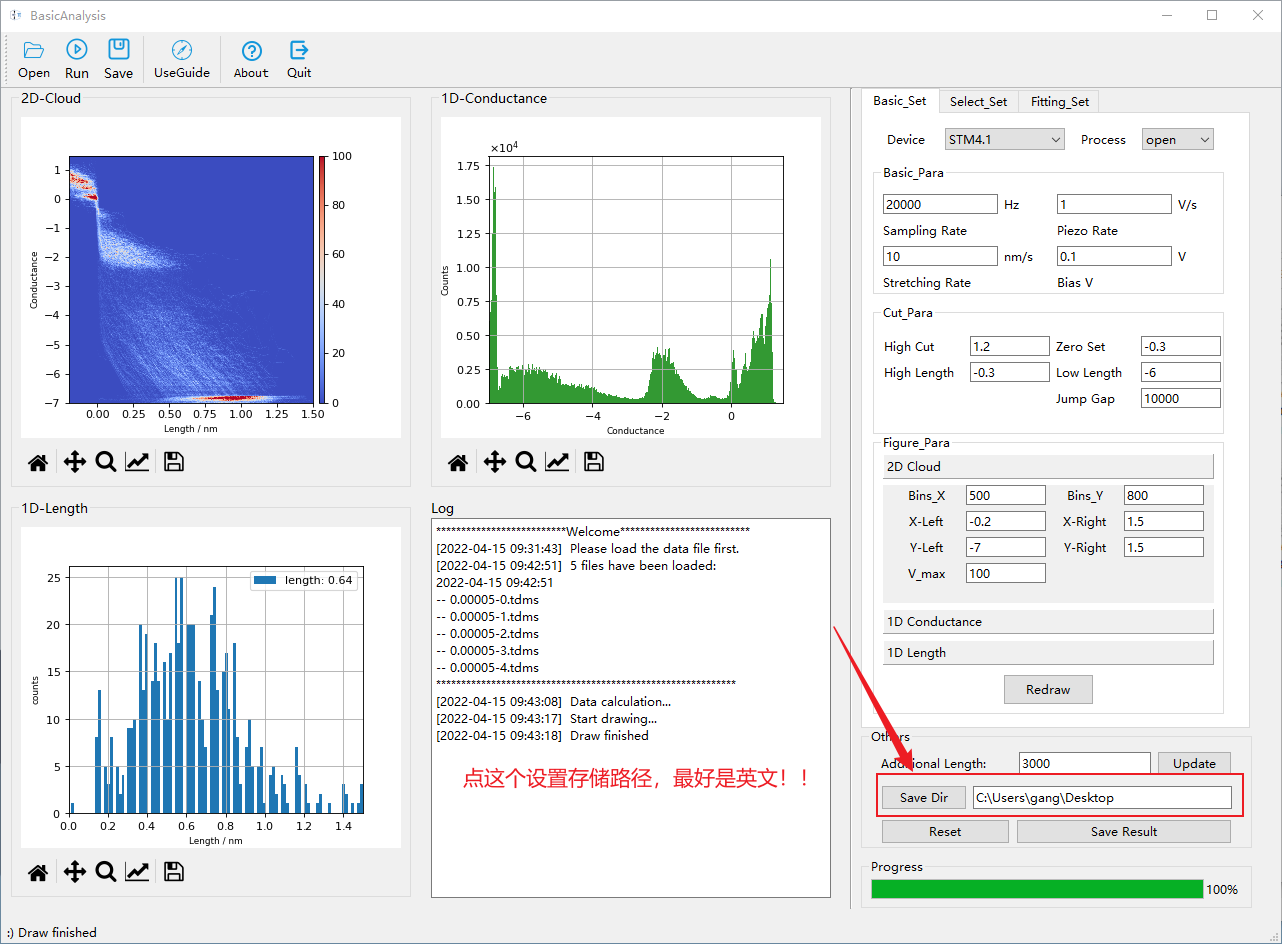 BasicAnalysis
Open Run Save UseGuide About Quit
2D-Cloud
1
0
−1
−2
−3
−4
−5
−6
−7
Conductance
0.00 0.25 0.50 0.75 1.00 1.25 1.50
Length / nm
100
80
60
40
20
0
1D-Conductance
×10⁴
17.5
1.50
12.5
1.00
0.75
0.50
0.25
0.00
Counts
−6 −4 −2 0
Conductance
1D-Length
25
20
15
10
5
0
counts
length: 0.64
0.0 0.2 0.4 0.6 0.8 1.0 1.2 1.4
Length / nm
Log
**************************Welcome**************************
[2022-04-15 09:31:43] Please load the data file first.
[2022-04-15 09:42:51] 5 files have been loaded:
2022-04-15 09:42:51
-- 0.00005-0.tdms
-- 0.00005-1.tdms
-- 0.00005-2.tdms
-- 0.00005-3.tdms
-- 0.00005-4.tdms
************************************************************
[2022-04-15 09:43:08] Data calculation...
[2022-04-15 09:43:17] Start drawing...
[2022-04-15 09:43:18] Draw finished
点这个设置存储路径，最好是英文！！
Basic_Set Select_Set Fitting_Set
Device STM4.1 Process open
Basic_Para
20000 Hz 1 V/s
Sampling Rate Piezo Rate
10 nm/s 0.1 V
Stretching Rate Bias V
Cut_Para
High Cut 1.2 Zero Set -0.3
High Length -0.3 Low Length -6
Jump Gap 10000
Figure_Para
2D Cloud
Bins_X 500 Bins_Y 800
X-Left -0.2 X-Right 1.5
Y-Left -7 Y-Right 1.5
V_max 100
1D Conductance
1D Length
Redraw
Others
Additional Length: 3000 Update
Save Dir C:\Users\gang\Desktop
Reset Save Result
Progress
100%
:) Draw finished